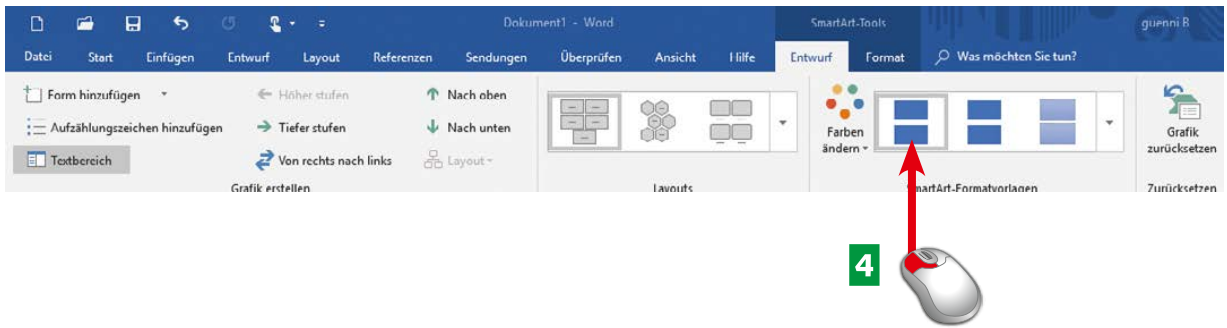 Dokument1 - Word
SmartArt-Tools
guenni B
Datei Start Einfügen Entwurf Layout Referenzen Sendungen Überprüfen Ansicht Hilfe Entwurf Format Was möchten Sie tun?
Form hinzufügen
Aufzählungszeichen hinzufügen
Textbereich
Höher stufen
Tiefer stufen
Von rechts nach links
Nach oben
Nach unten
Layout
Grafik erstellen
Layouts
Farben
ändern
SmartArt-Formatvorlagen
Grafik
zurücksetzen
Zurücksetzen
4